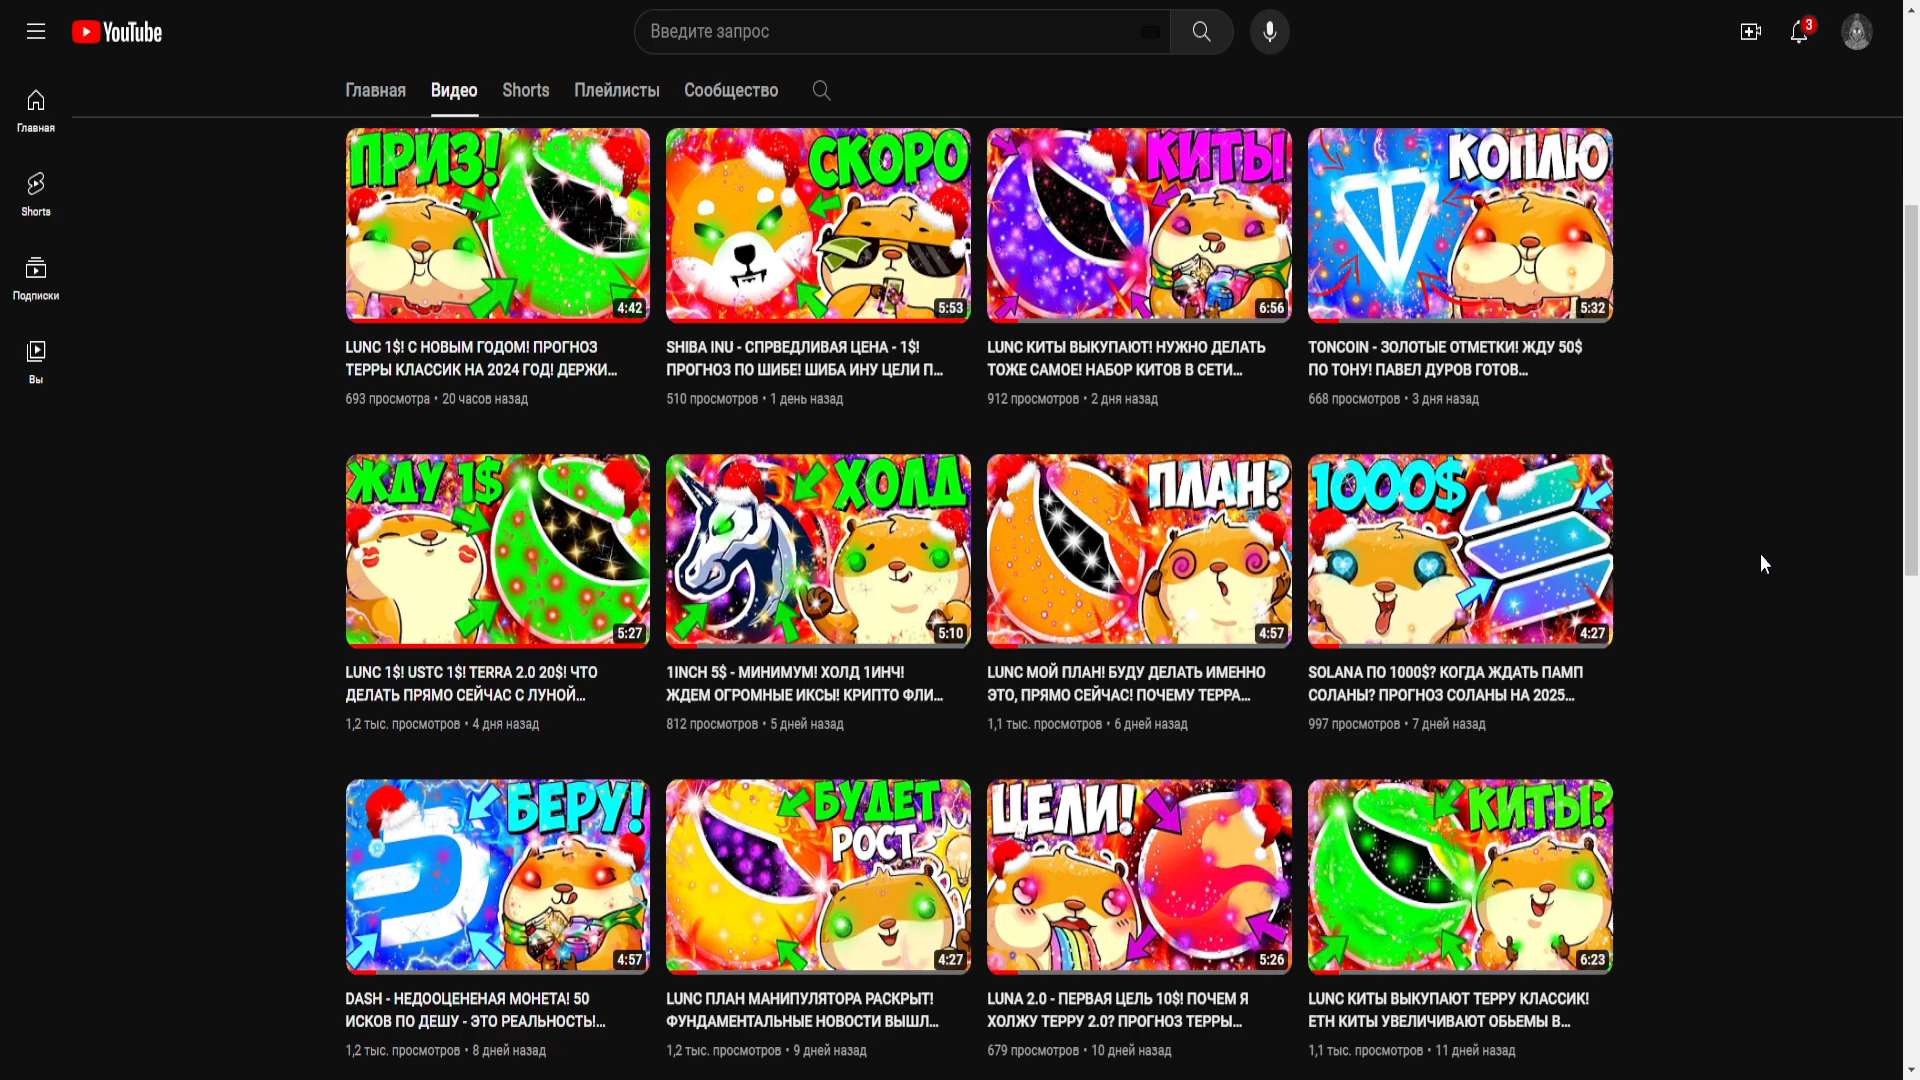 YouTube
Введите запрос
3
Главная
Видео
Shorts
Плейлисты
Сообщество
Главная
Shorts
Подписки
Вы
ПРИЗ!
4:42
СКОРО
5:53
КИТЫ
6:56
КОПЛЮ
5:32
LUNC 1$! С НОВЫМ ГОДОМ! ПРОГНОЗ
ТЕРРЫ КЛАССИК НА 2024 ГОД! ДЕРЖИ...
693 просмотра • 20 часов назад
SHIBA INU - СПРВЕДЛИВАЯ ЦЕНА - 1$!
ПРОГНОЗ ПО ШИБЕ! ШИБА ИНУ ЦЕЛИ П...
510 просмотров • 1 день назад
LUNC КИТЫ ВЫКУПАЮТ! НУЖНО ДЕЛАТЬ
ТОЖЕ САМОЕ! НАБОР КИТОВ В СЕТИ...
912 просмотров • 2 дня назад
TONCOIN - ЗОЛОТЫЕ ОТМЕТКИ! ЖДУ 50$
ПО ТОНУ! ПАВЕЛ ДУРОВ ГОТОВ...
668 просмотров • 3 дня назад
ЖДУ 1$
5:27
ХОЛД
5:10
ПЛАН?
4:57
1000$
4:27
LUNC 1$! USTC 1$! TERRA 2.0 20$! ЧТО
ДЕЛАТЬ ПРЯМО СЕЙЧАС С ЛУНОЙ...
1,2 тыс. просмотров • 4 дня назад
1INCH 5$ - МИНИМУМ! ХОЛД 1ИНЧ!
ЖДЕМ ОГРОМНЫЕ ИКСЫ! КРИПТО ФЛИ...
812 просмотров • 5 дней назад
LUNC МОЙ ПЛАН! БУДУ ДЕЛАТЬ ИМЕННО
ЭТО, ПРЯМО СЕЙЧАС! ПОЧЕМУ ТЕРРА...
1,1 тыс. просмотров • 6 дней назад
SOLANA ПО 1000$? КОГДА ЖДАТЬ ПАМП
СОЛАНЫ? ПРОГНОЗ СОЛАНЫ НА 2025...
997 просмотров • 7 дней назад
БЕРУ!
4:57
БУДЕТ
РОСТ
4:27
ЦЕЛИ!
5:26
КИТЫ?
6:23
DASH - НЕДООЦЕНЕНАЯ МОНЕТА! 50
ИСКОВ ПО ДЕШУ - ЭТО РЕАЛЬНОСТЬ!...
1,2 тыс. просмотров • 8 дней назад
LUNC ПЛАН МАНИПУЛЯТОРА РАСКРЫТ!
ФУНДАМЕНТАЛЬНЫЕ НОВОСТИ ВЫШЛ...
1,2 тыс. просмотров • 9 дней назад
LUNA 2.0 - ПЕРВАЯ ЦЕЛЬ 10$! ПОЧЕМ Я
ХОЛЖУ ТЕРРУ 2.0? ПРОГНОЗ ТЕРРЫ...
679 просмотров • 10 дней назад
LUNC КИТЫ ВЫКУПАЮТ ТЕРРУ КЛАССИК!
ETH КИТЫ УВЕЛИЧИВАЮТ ОБЬЕМЫ В...
1,1 тыс. просмотров • 11 дней назад